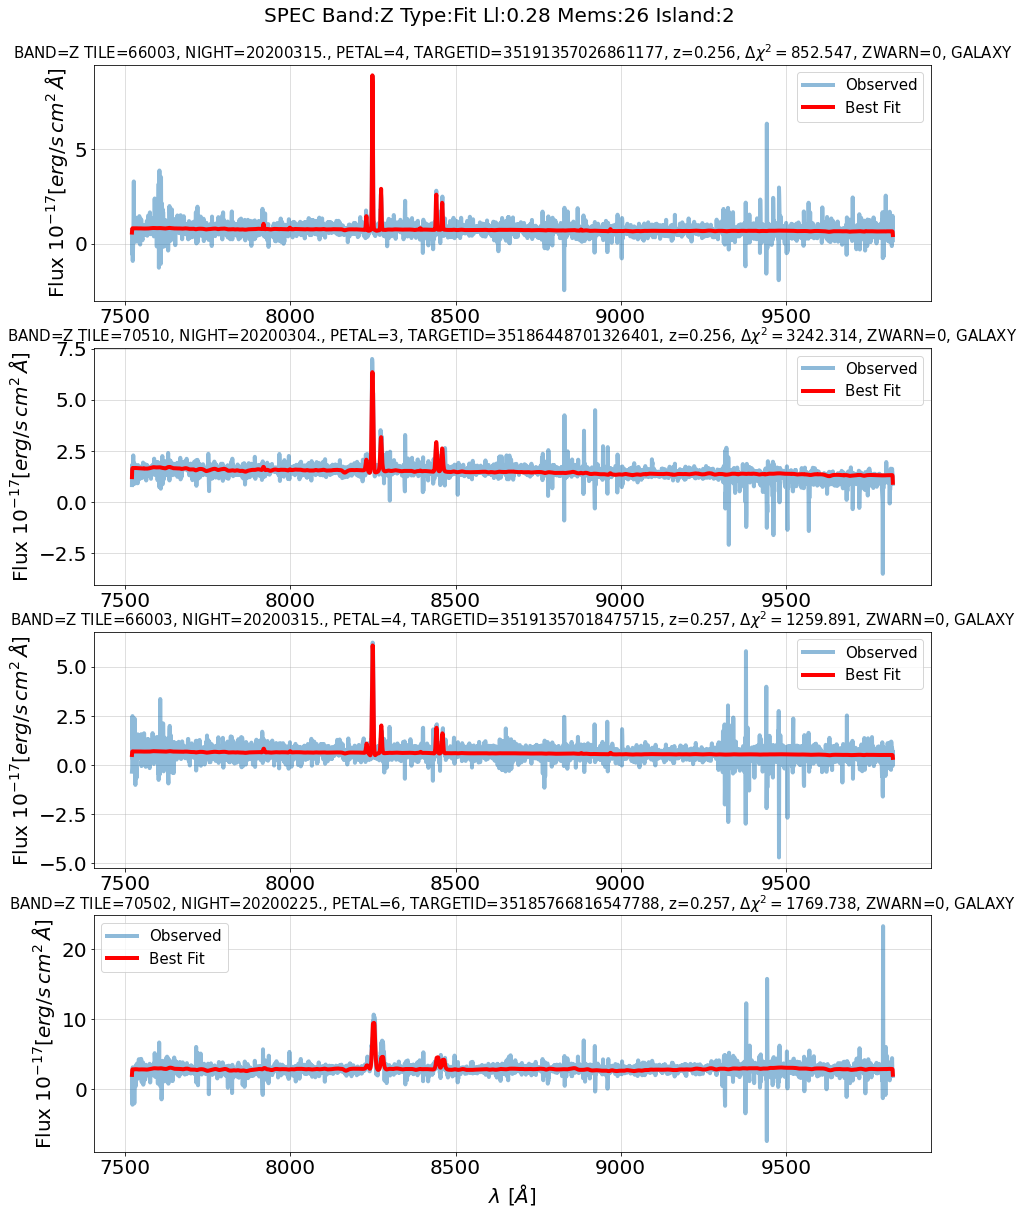 SPEC Band:Z Type:Fit Ll:0.28 Mems:26 Island:2
BAND=Z TILE=66003, NIGHT=20200315., PETAL=4, TARGETID=35191357026861177, z=0.256, Δχ² = 852.547, ZWARN=0, GALAXY
Flux 10⁻¹⁷[erg/s cm² Å]
5
0
Observed
Best Fit
7500 8000 8500 9000 9500
BAND=Z TILE=70510, NIGHT=20200304., PETAL=3, TARGETID=35186448701326401, z=0.256, Δχ² = 3242.314, ZWARN=0, GALAXY
Flux 10⁻¹⁷[erg/s cm² Å]
7.5
5.0
2.5
0.0
−2.5
Observed
Best Fit
7500 8000 8500 9000 9500
BAND=Z TILE=66003, NIGHT=20200315., PETAL=4, TARGETID=35191357018475715, z=0.257, Δχ² = 1259.891, ZWARN=0, GALAXY
Flux 10⁻¹⁷[erg/s cm² Å]
5.0
2.5
0.0
−2.5
−5.0
Observed
Best Fit
7500 8000 8500 9000 9500
BAND=Z TILE=70502, NIGHT=20200225., PETAL=6, TARGETID=35185766816547788, z=0.257, Δχ² = 1769.738, ZWARN=0, GALAXY
Flux 10⁻¹⁷[erg/s cm² Å]
20
10
0
Observed
Best Fit
7500 8000 8500 9000 9500
λ [Å]